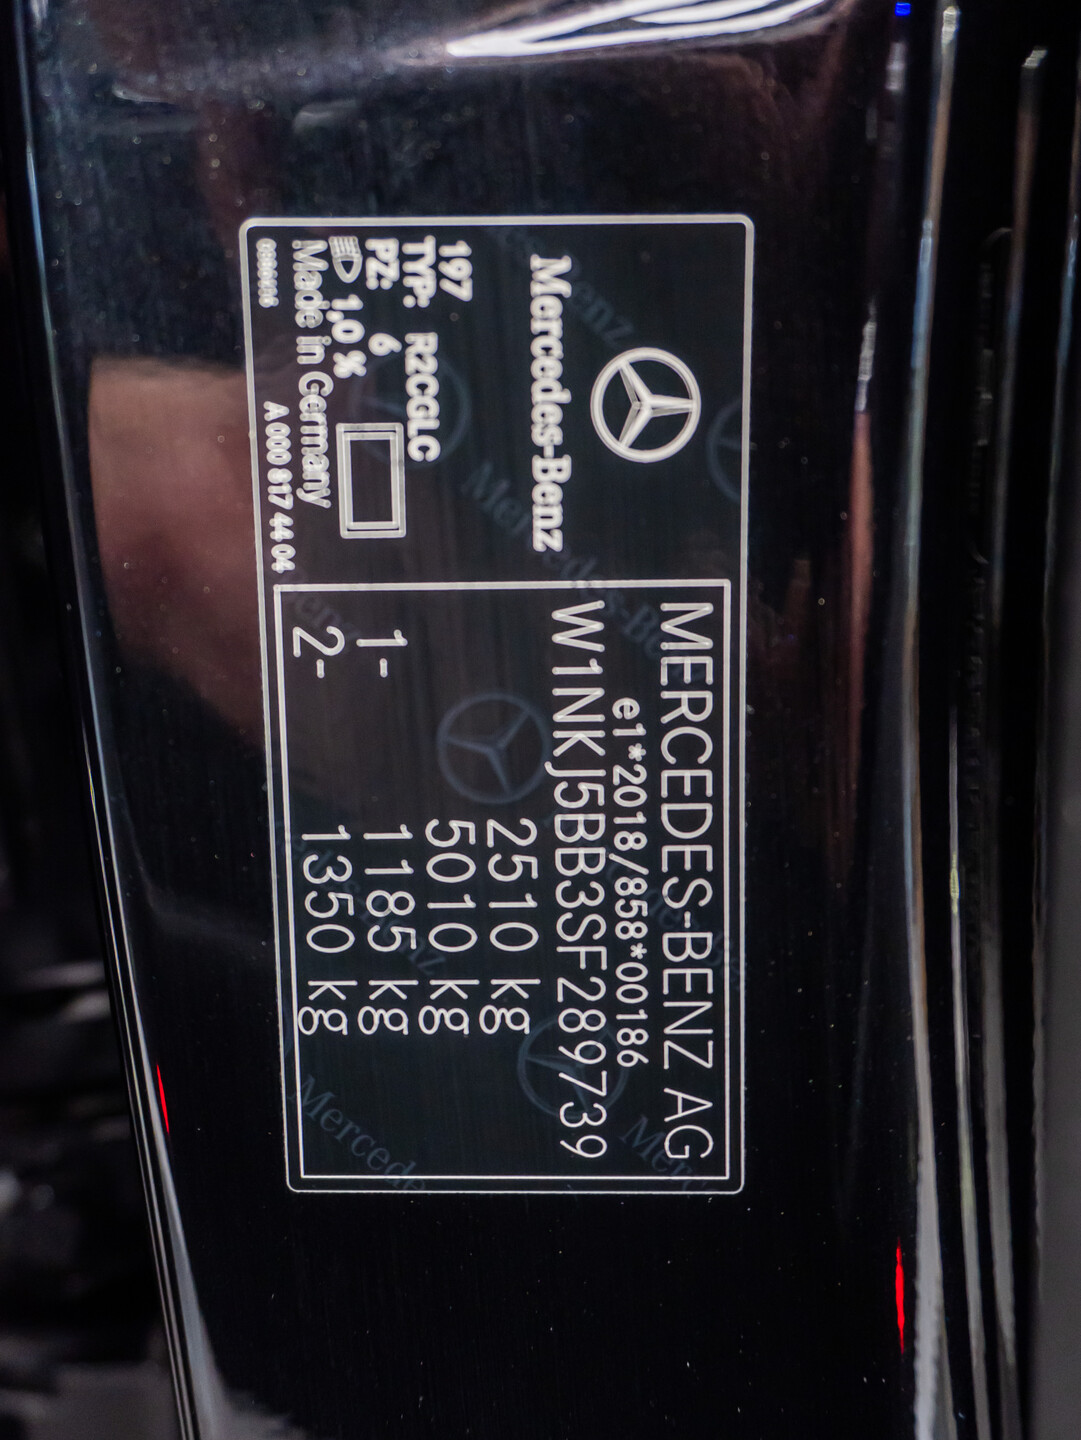 Mercedes-Benz
197
TYP: R2CGLC
PZ: 6
1,0 %
Made in Germany
A 000 817 44 04
MERCEDES-BENZ AG
e1*2018/858*00186
W1NKJ5BB3SF289739
2510 kg
5010 kg
1- 1185 kg
2- 1350 kg